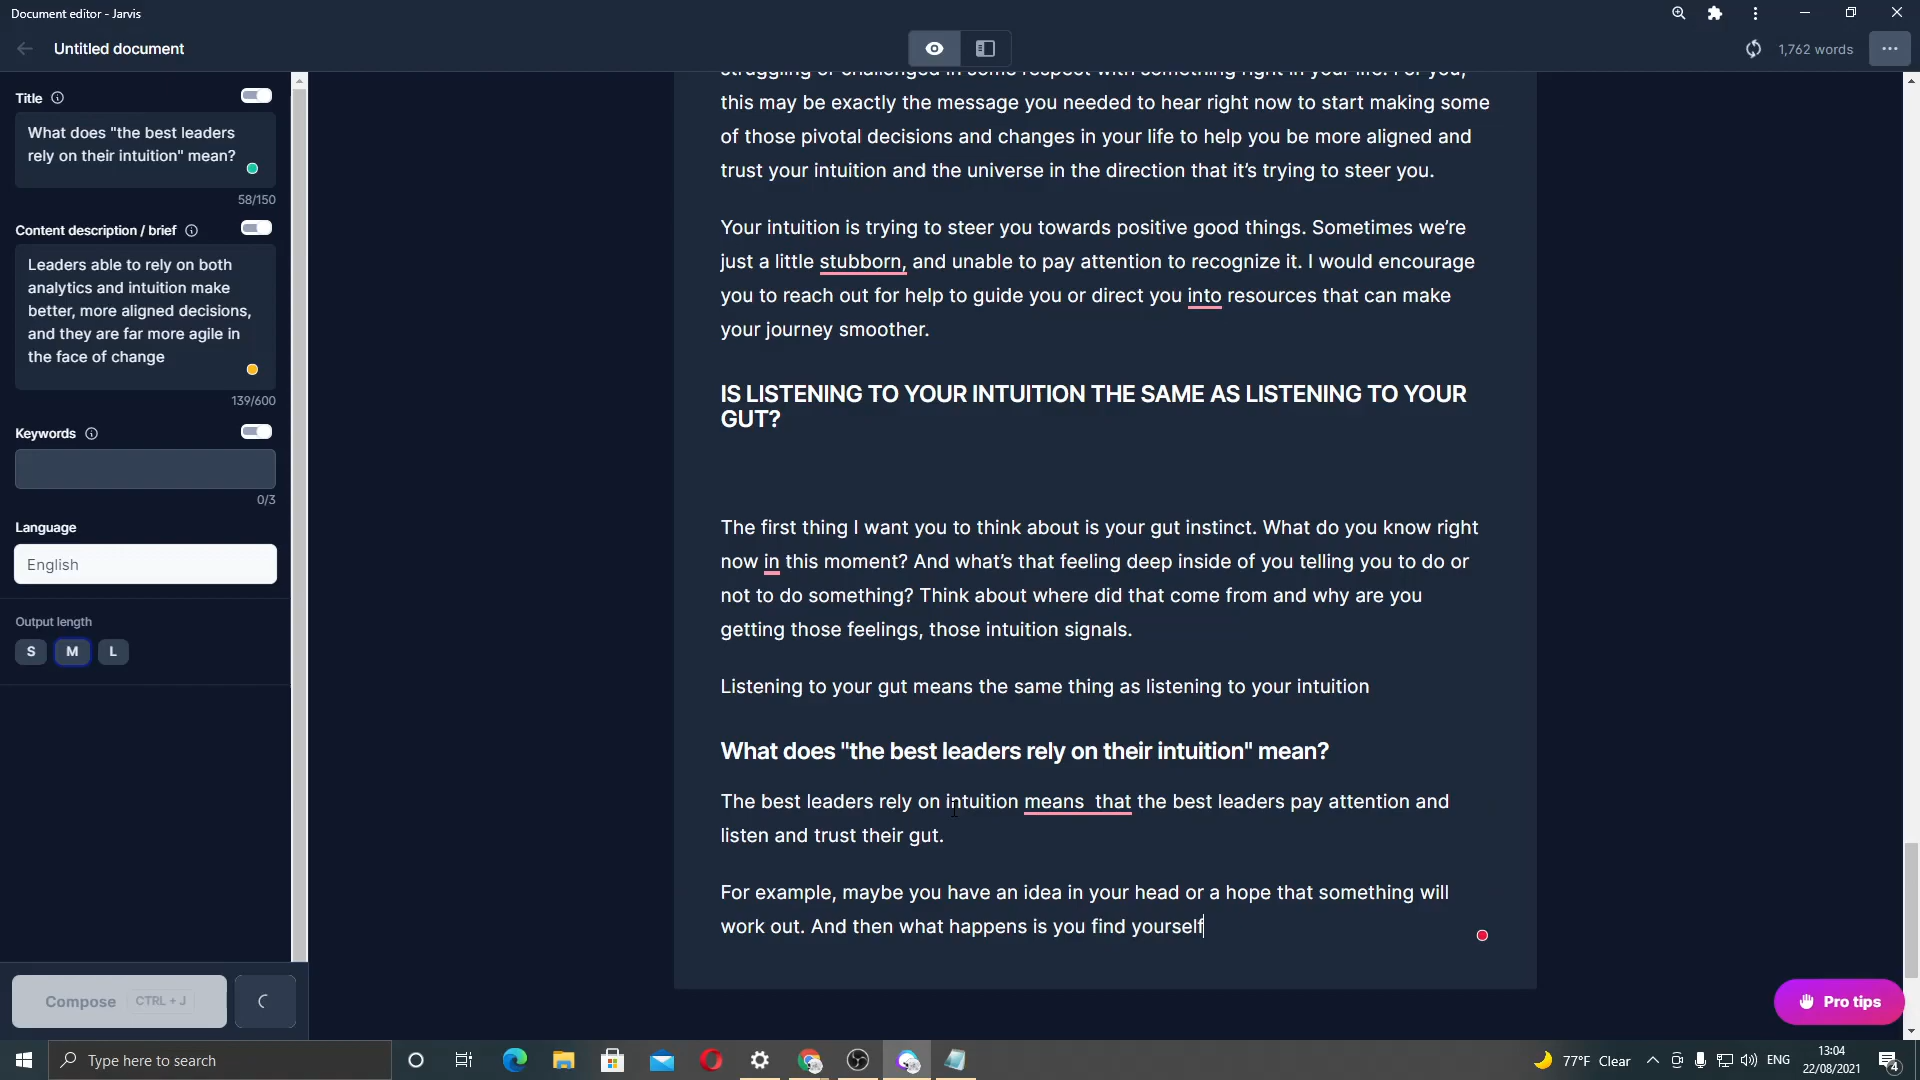 Document editor - Jarvis
Untitled document
1,762 words
Title
What does "the best leaders
rely on their intuition" mean?
58/150
Content description / brief
Leaders able to rely on both
analytics and intuition make
better, more aligned decisions,
and they are far more agile in
the face of change
139/600
Keywords
0/3
Language
English
Output length
S M L
Compose CTRL + J
struggling or challenged in some respect with something right in your life. For you,
this may be exactly the message you needed to hear right now to start making some
of those pivotal decisions and changes in your life to help you be more aligned and
trust your intuition and the universe in the direction that it’s trying to steer you.
Your intuition is trying to steer you towards positive good things. Sometimes we’re
just a little stubborn, and unable to pay attention to recognize it. I would encourage
you to reach out for help to guide you or direct you into resources that can make
your journey smoother.
IS LISTENING TO YOUR INTUITION THE SAME AS LISTENING TO YOUR
GUT?
The first thing I want you to think about is your gut instinct. What do you know right
now in this moment? And what’s that feeling deep inside of you telling you to do or
not to do something? Think about where did that come from and why are you
getting those feelings, those intuition signals.
Listening to your gut means the same thing as listening to your intuition
What does "the best leaders rely on their intuition" mean?
The best leaders rely on intuition means  that the best leaders pay attention and
listen and trust their gut.
For example, maybe you have an idea in your head or a hope that something will
work out. And then what happens is you find yourself
Pro tips
Type here to search
77°F Clear
ENG
13:04
22/08/2021
4